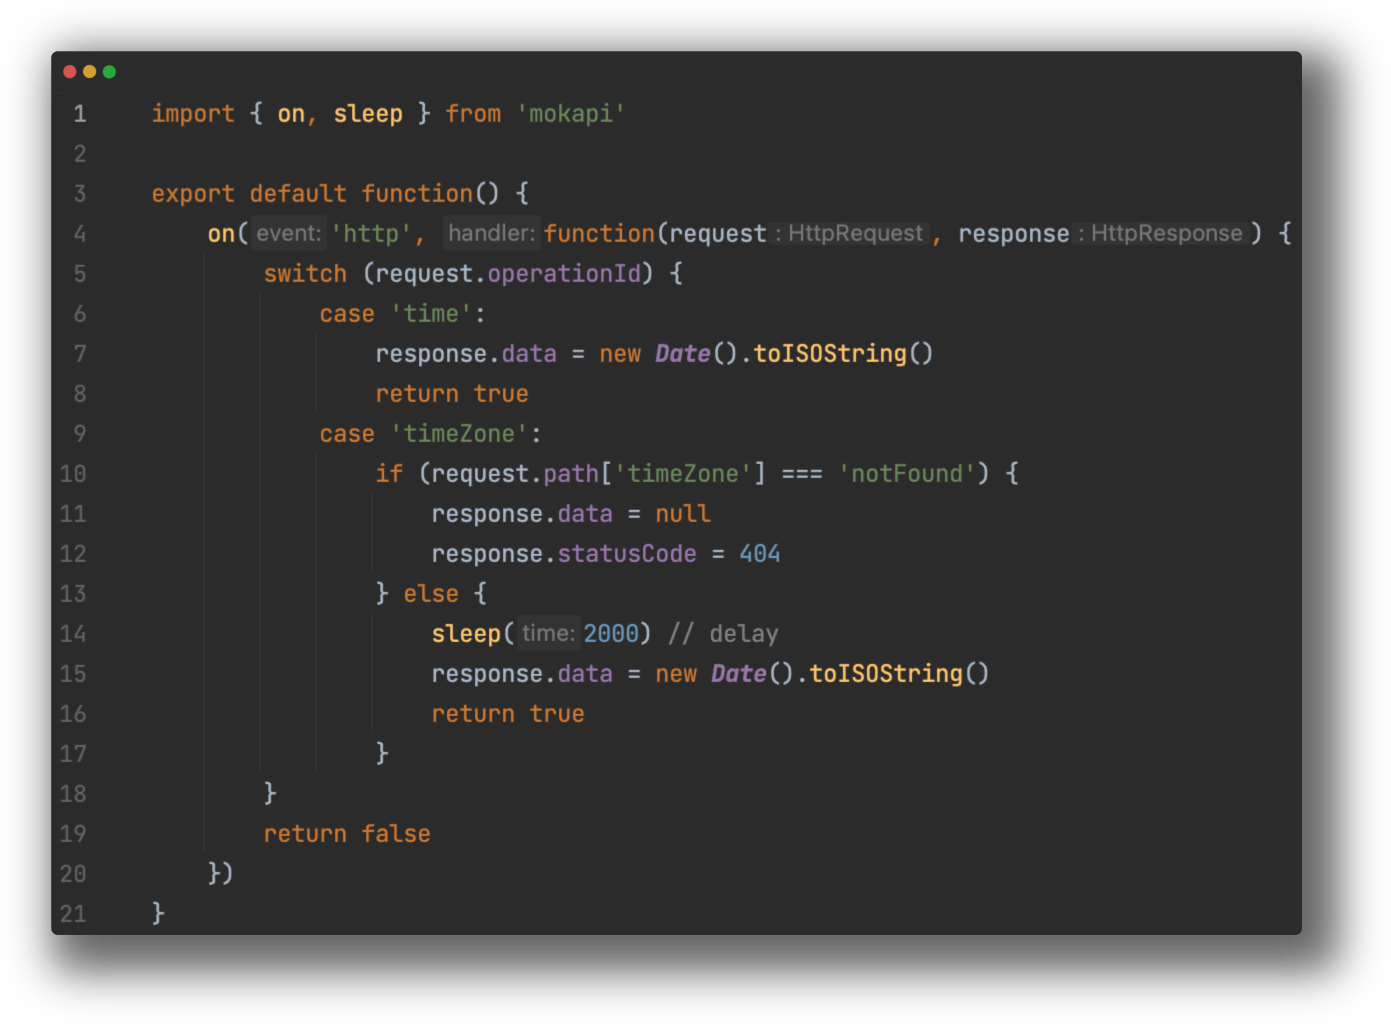 1 import { on, sleep } from 'mokapi'
2
3 export default function() {
4 on( event: 'http', handler: function(request : HttpRequest , response : HttpResponse ) {
5 switch (request.operationId) {
6 case 'time':
7 response.data = new Date().toISOString()
8 return true
9 case 'timeZone':
10 if (request.path['timeZone'] === 'notFound') {
11 response.data = null
12 response.statusCode = 404
13 } else {
14 sleep( time: 2000) // delay
15 response.data = new Date().toISOString()
16 return true
17 }
18 }
19 return false
20 })
21 }